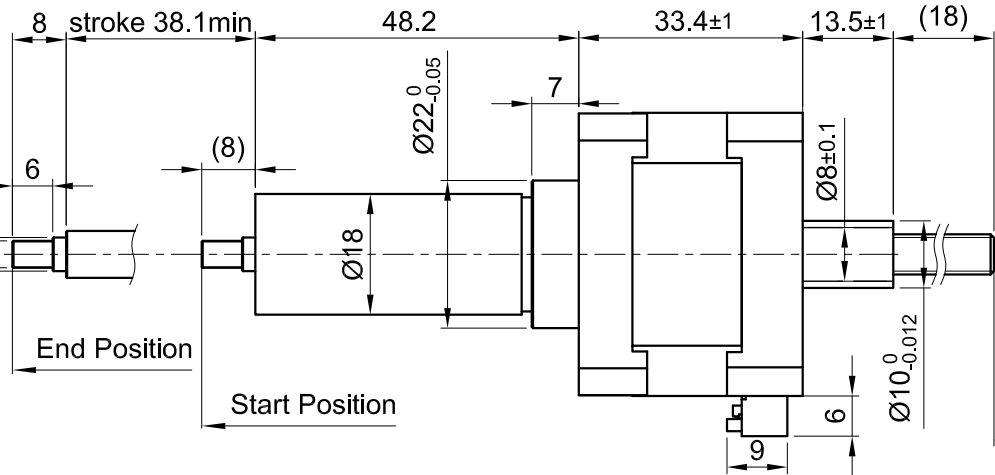 8
stroke 38.1min
48.2
33.4±1
13.5±1
(18)
7
Ø22 0 -0.05
(8)
6
Ø8±0.1
Ø18
End Position
Start Position
Ø10 0 -0.012
6
9